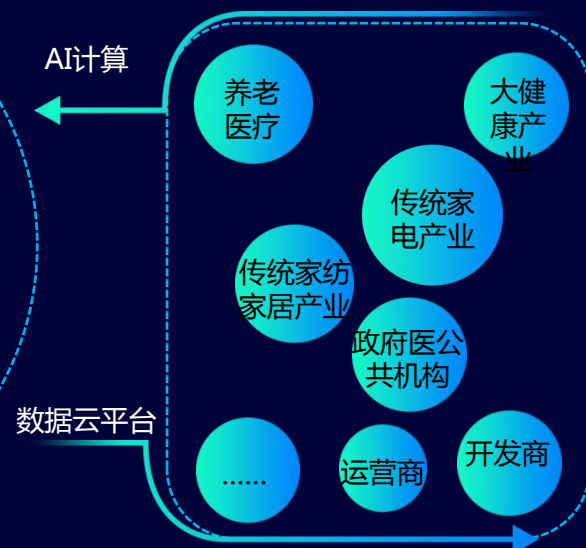 AI计算
养老
医疗
大健
康产
业
传统家
电产业
传统家纺
家居产业
政府医公
共机构
数据云平台
……
运营商
开发商